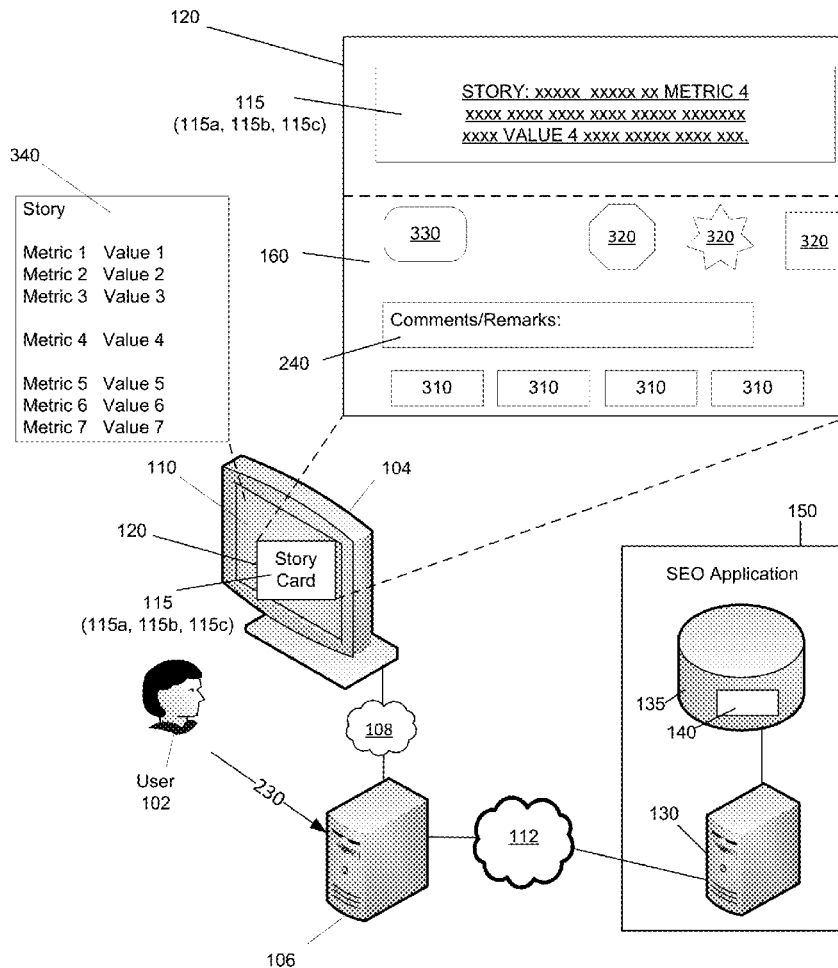 120
STORY: xxxxx xxxxx xx METRIC 4
xxxx xxxx xxxx xxxx xxxxx xxxxxxx
xxxx VALUE 4 xxxx xxxxx xxxx xxx.
115
(115a, 115b, 115c)
340
Story
Metric 1 Value 1
Metric 2 Value 2
Metric 3 Value 3
Metric 4 Value 4
Metric 5 Value 5
Metric 6 Value 6
Metric 7 Value 7
330
320
320
320
160
Comments/Remarks:
240
310
310
310
310
110
104
120
Story
Card
115
(115a, 115b, 115c)
150
SEO Application
135
140
User
102
108
230
112
130
106